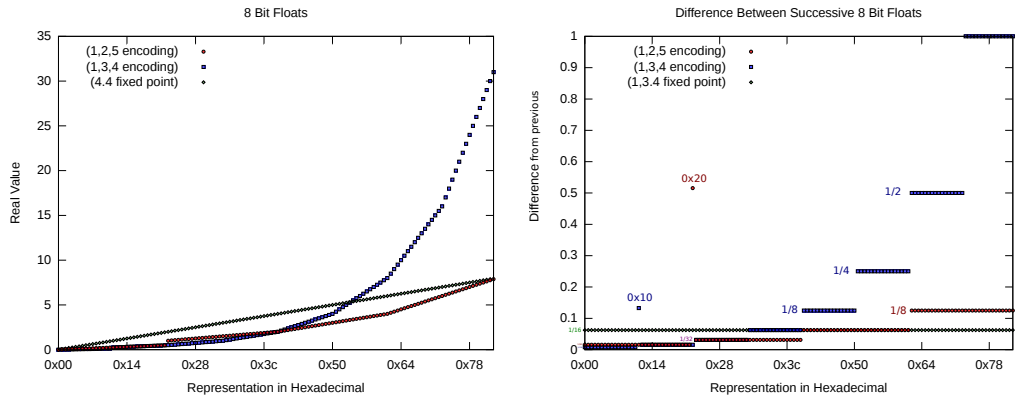 8 Bit Floats
35
30
25
20
15
10
5
0
0x00 0x14 0x28 0x3c 0x50 0x64 0x78
Real Value
Representation in Hexadecimal
(1,2,5 encoding)
(1,3,4 encoding)
(4.4 fixed point)
Difference Between Successive 8 Bit Floats
1
0.9
0.8
0.7
0.6
0.5
0.4
0.3
0.2
0.1
0
0x00 0x14 0x28 0x3c 0x50 0x64 0x78
Difference from previous
Representation in Hexadecimal
(1,2,5 encoding)
(1,3,4 encoding)
(1,3.4 fixed point)
0x20
1/2
1/4
0x10
1/8
1/8
1/16
1/32